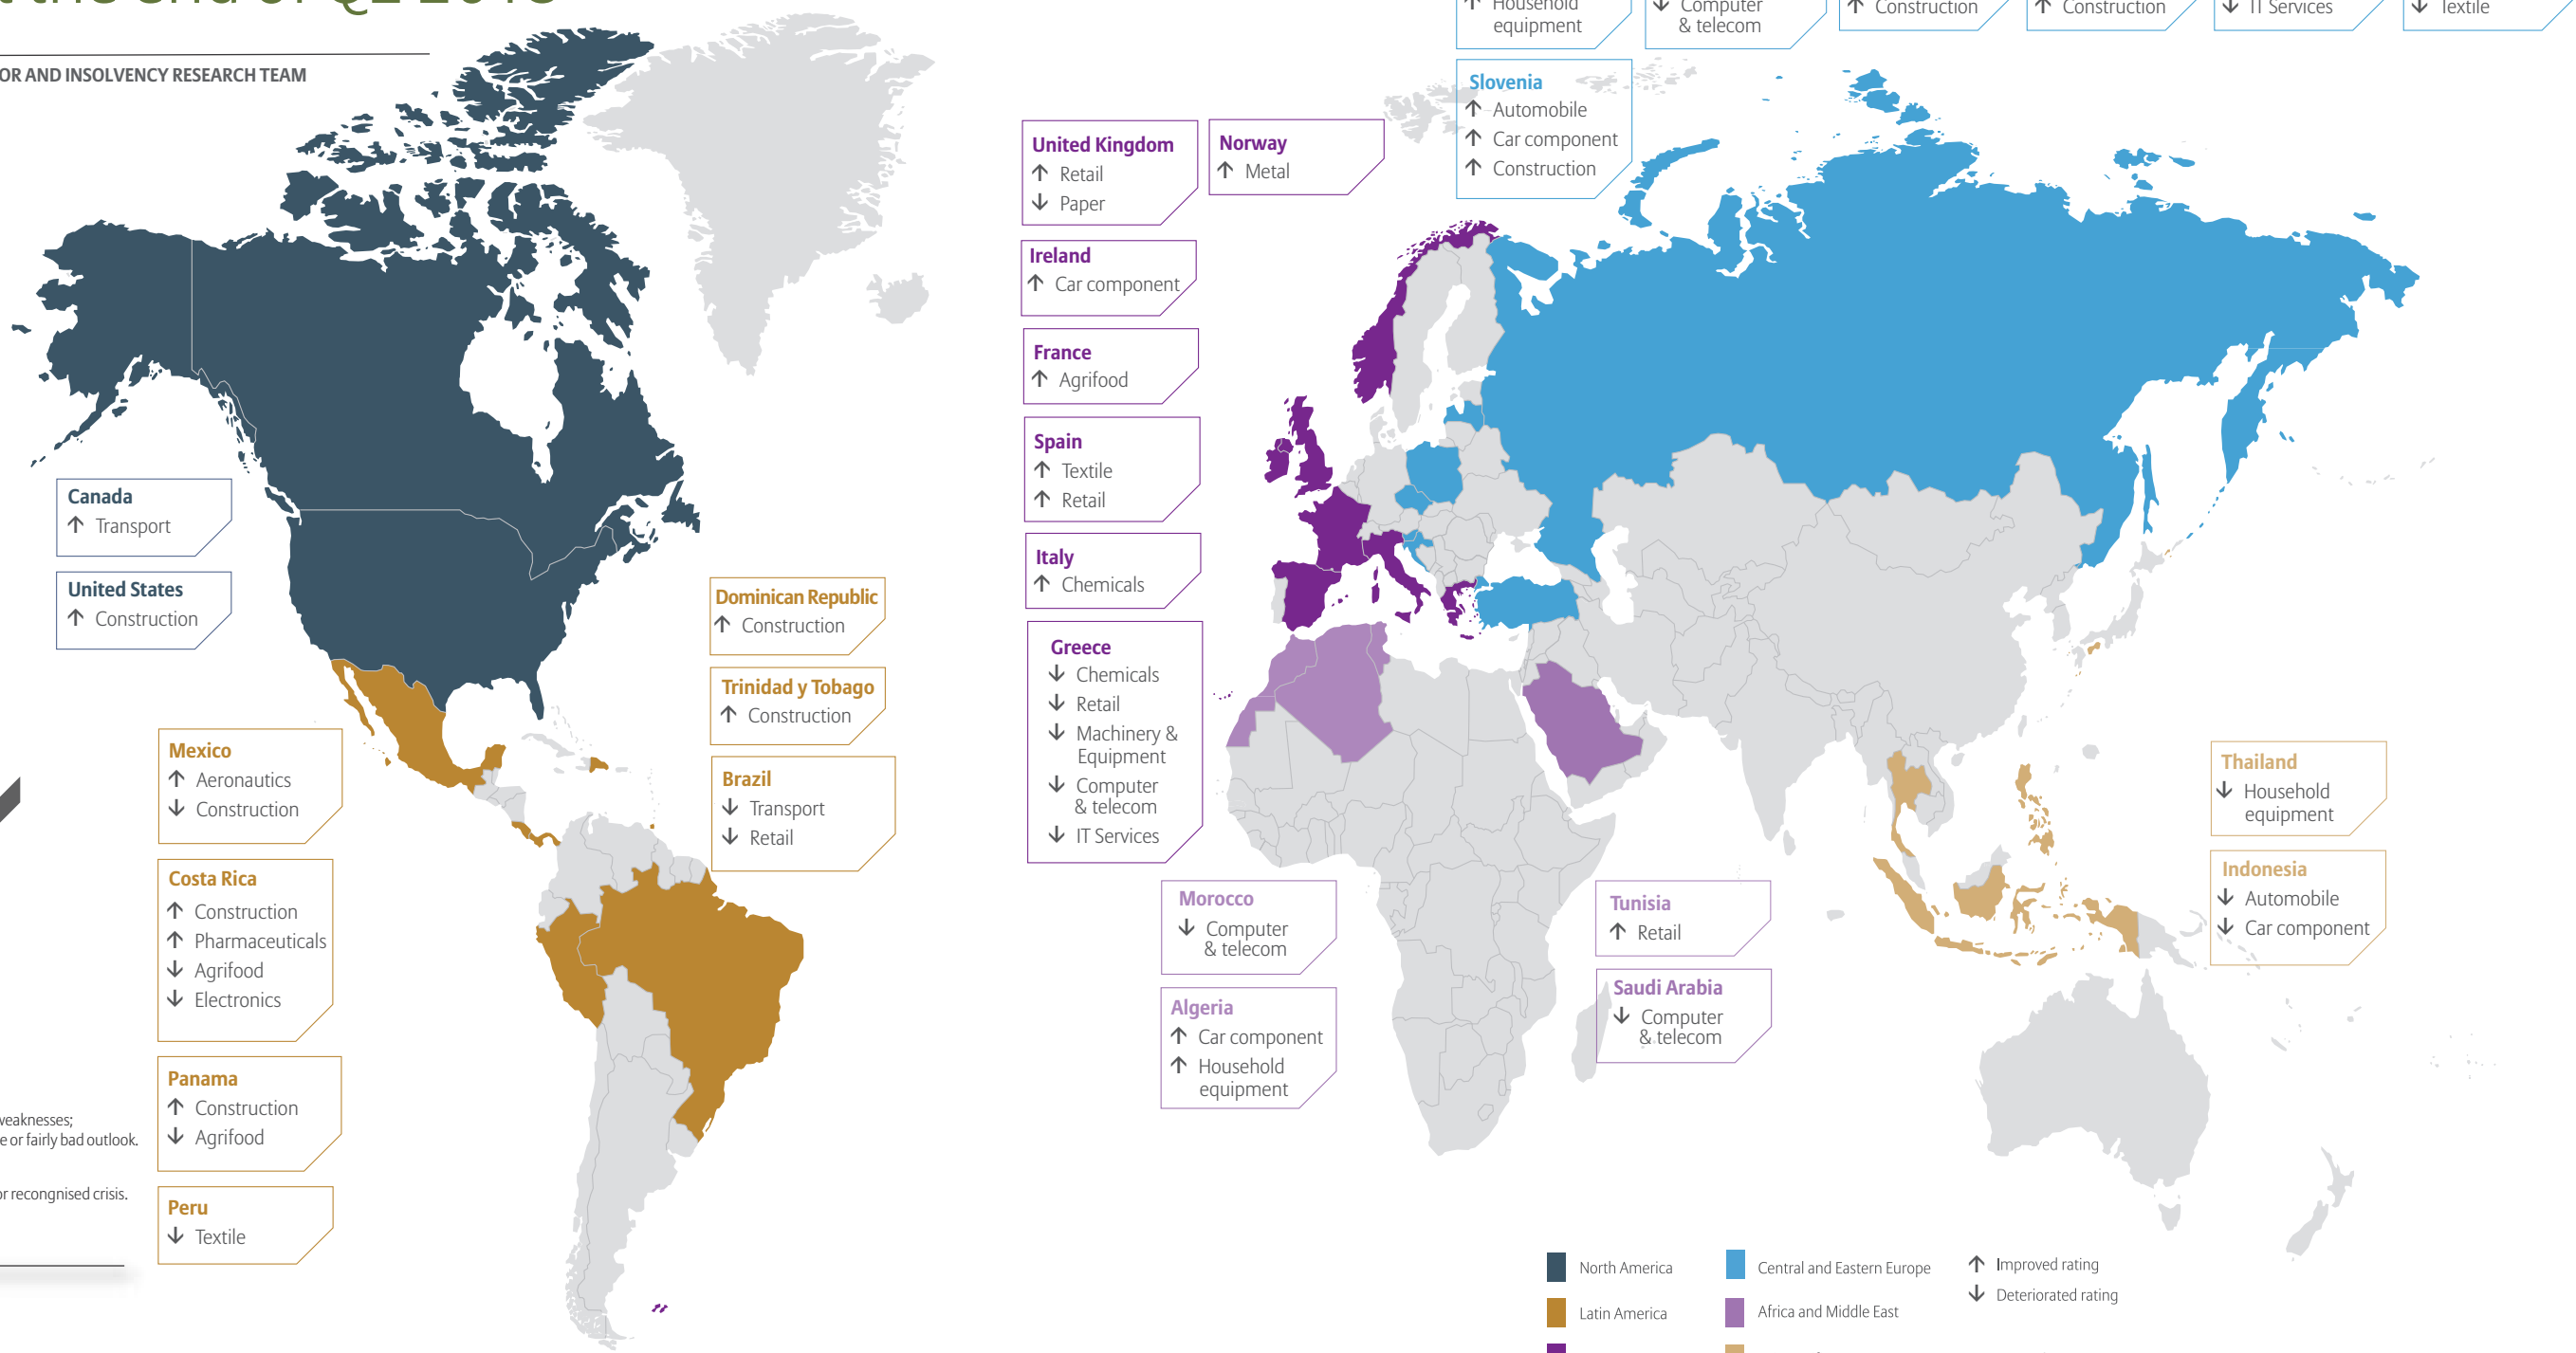 the end of Q2 2015
OR AND INSOLVENCY RESEARCH TEAM
Household
equipment
Computer
& telecom
↑ Construction
↑ Construction
↓ IT Services
↓ Textile
Slovenia
↑ Automobile
↑ Car component
↑ Construction
United Kingdom
↑ Retail
↓ Paper
Norway
↑ Metal
Ireland
↑ Car component
France
↑ Agrifood
Spain
↑ Textile
↑ Retail
Italy
↑ Chemicals
Greece
↓ Chemicals
↓ Retail
↓ Machinery &
Equipment
↓ Computer
& telecom
↓ IT Services
Canada
↑ Transport
United States
↑ Construction
Dominican Republic
↑ Construction
Trinidad y Tobago
↑ Construction
Brazil
↓ Transport
↓ Retail
Mexico
↑ Aeronautics
↓ Construction
Costa Rica
↑ Construction
↑ Pharmaceuticals
↓ Agrifood
↓ Electronics
Panama
↑ Construction
↓ Agrifood
Peru
↓ Textile
weaknesses;
e or fairly bad outlook.
or recongnised crisis.
Morocco
↓ Computer
& telecom
Algeria
↑ Car component
↑ Household
equipment
Tunisia
↑ Retail
Saudi Arabia
↓ Computer
& telecom
Thailand
↓ Household
equipment
Indonesia
↓ Automobile
↓ Car component
North America
Latin America
Central and Eastern Europe
Africa and Middle East
↑ Improved rating
↓ Deteriorated rating